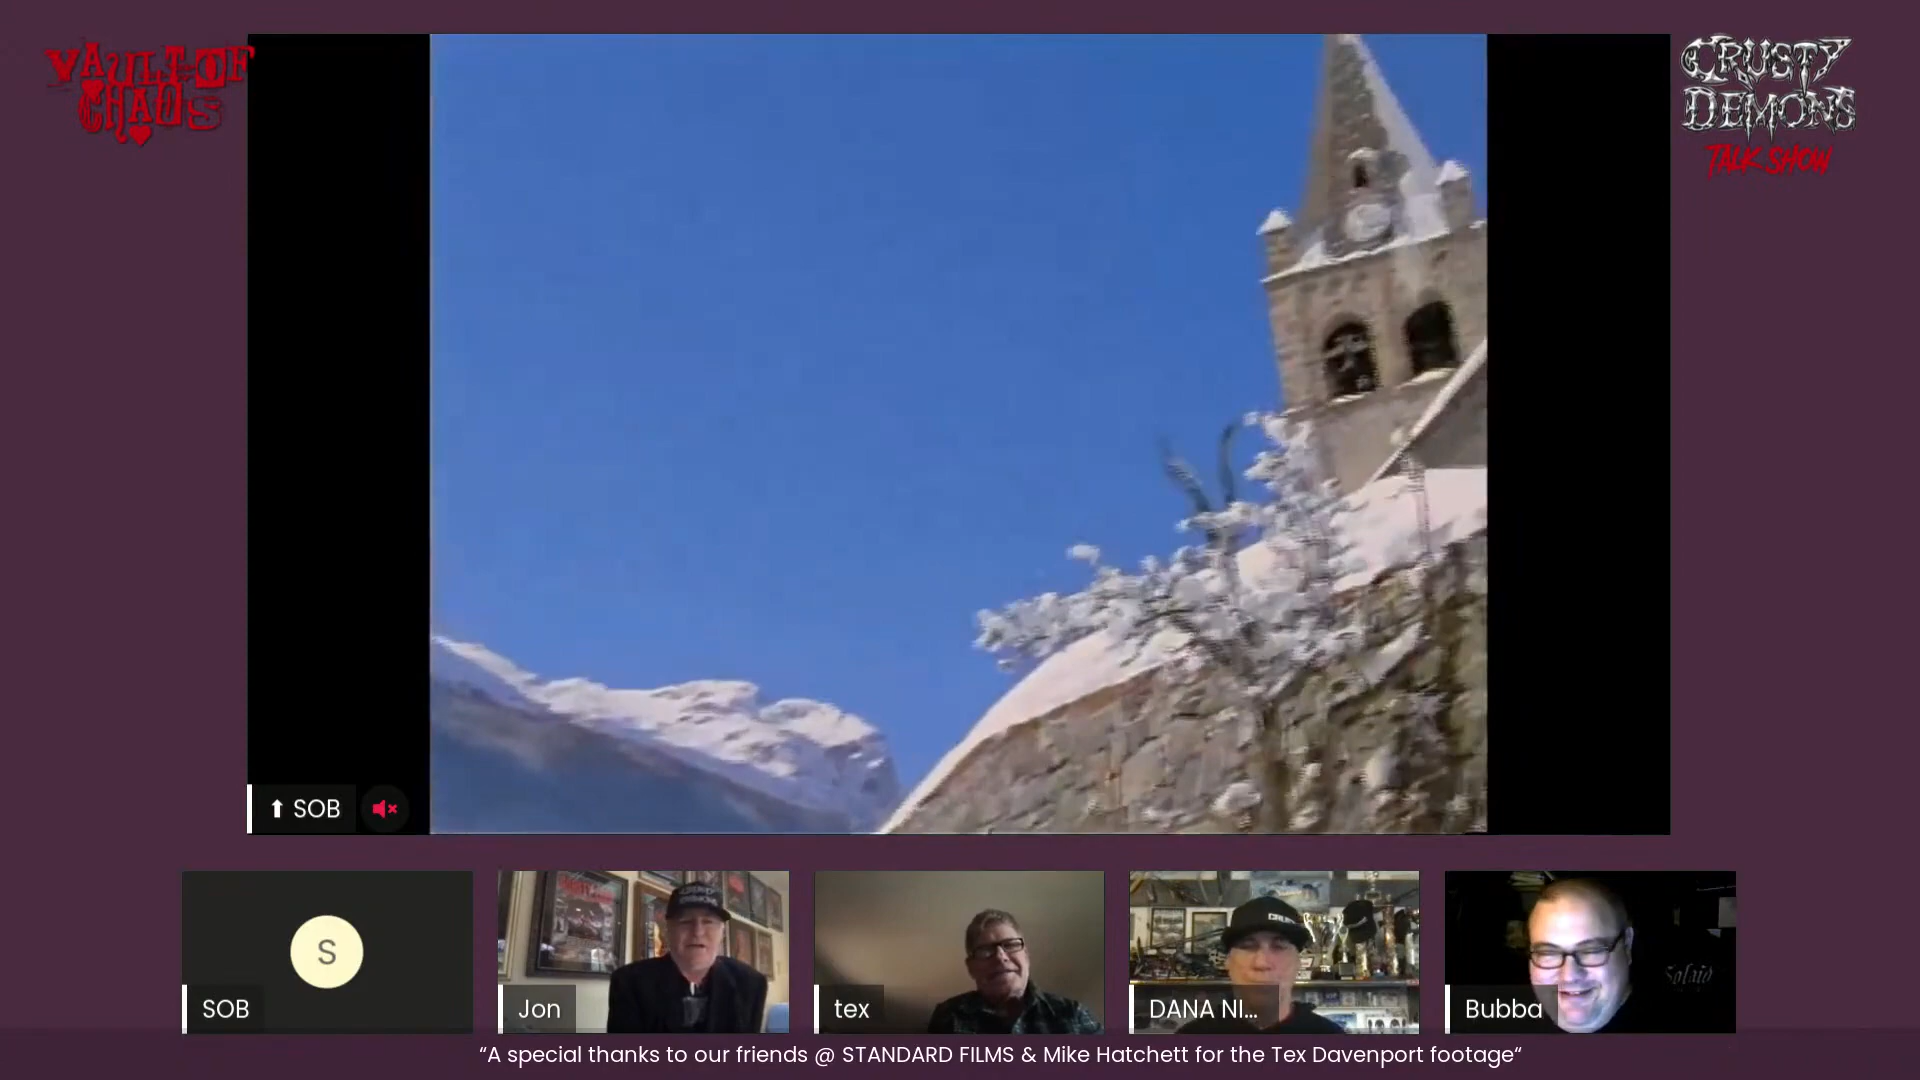 VAULT OF
CHAOS
CRUSTY
DEMONS
TALK SHOW
SOB
S
SOB
Jon
tex
DANA NI...
Bubba
“A special thanks to our friends @ STANDARD FILMS & Mike Hatchett for the Tex Davenport footage“